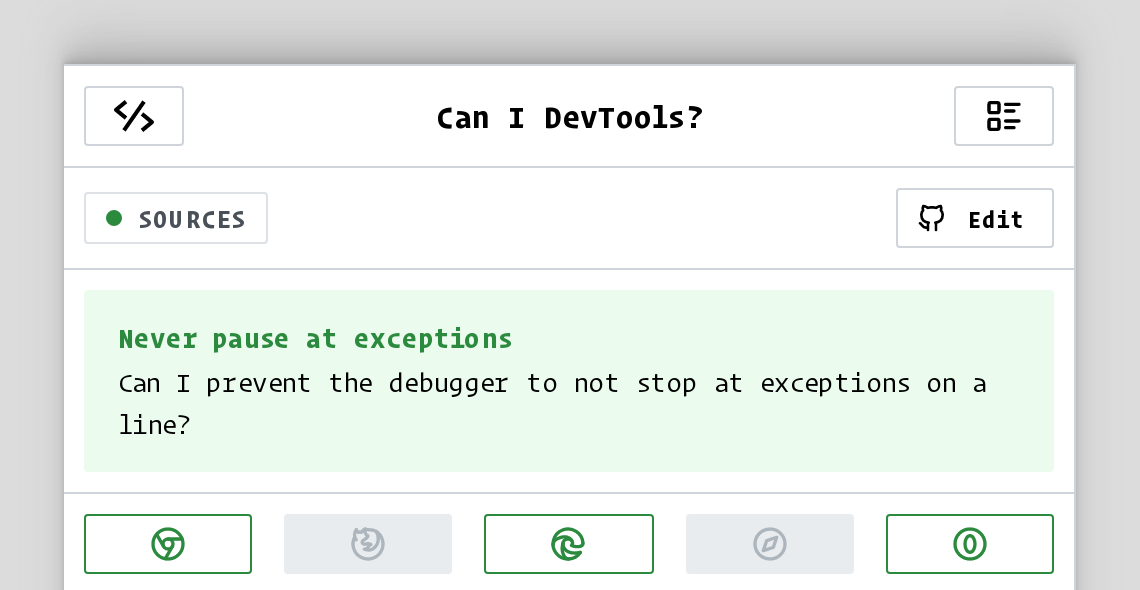 Can I DevTools?
SOURCES
Edit
Never pause at exceptions
Can I prevent the debugger to not stop at exceptions on a
line?